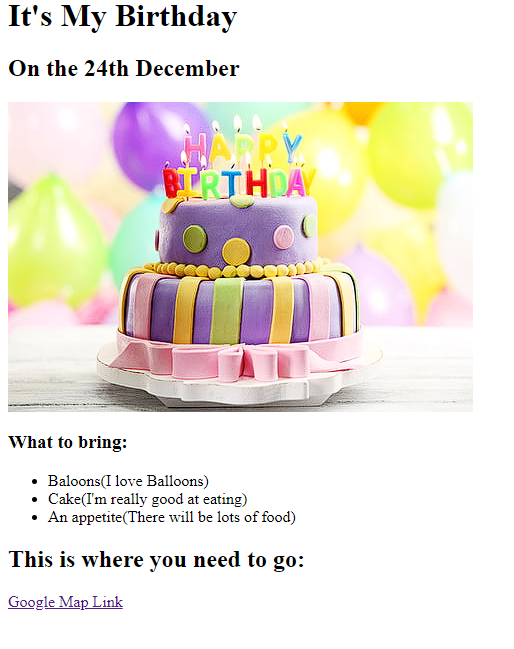 It's My Birthday
On the 24th December
HAPPY
BIRTHDAY
What to bring:
Baloons(I love Balloons)
Cake(I'm really good at eating)
An appetite(There will be lots of food)
This is where you need to go:
Google Map Link